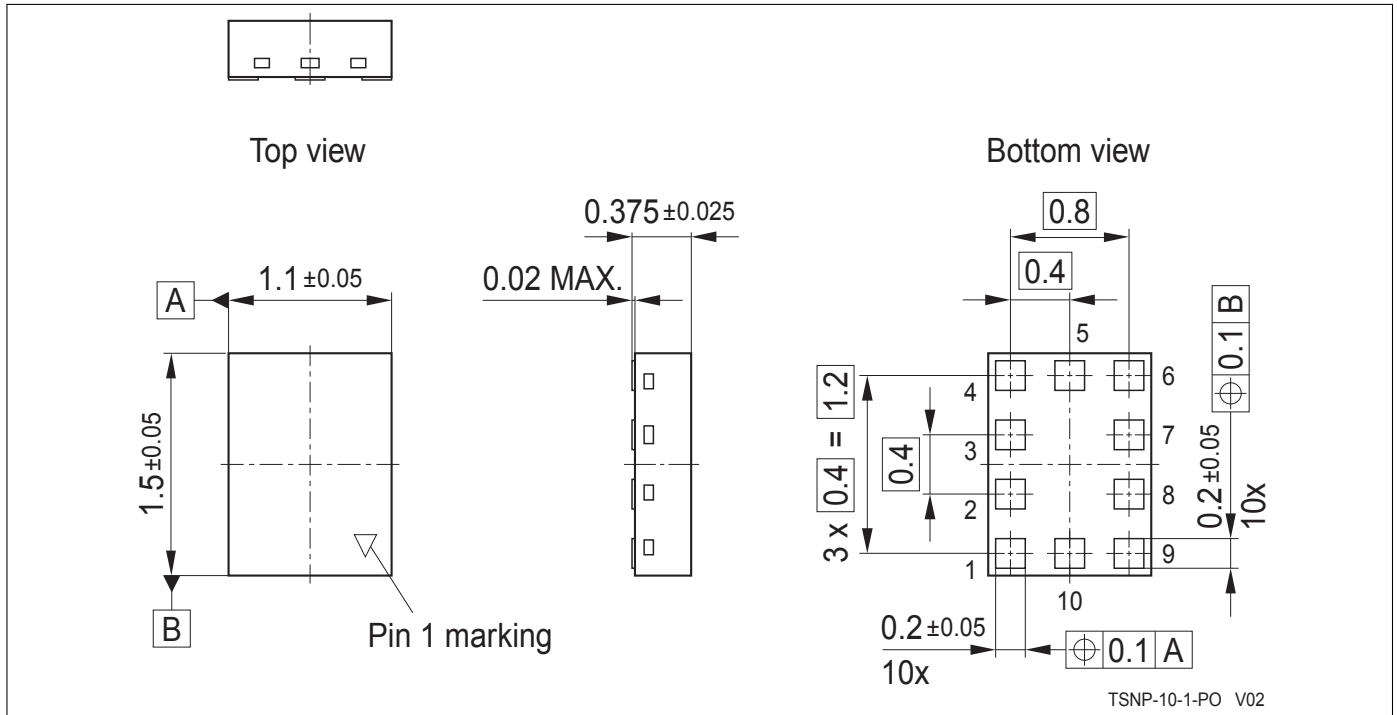 Top view
Bottom view
0.375 ±0.025
0.8
1.1 ±0.05
0.02 MAX.
0.4
A
5
4
6
3
7
2
8
1
9
10
1.5 ±0.05
3 x 0.4 = 1.2
0.4
0.1 B
0.2 ±0.05
10x
B
Pin 1 marking
0.2 ±0.05
10x
0.1 A
TSNP-10-1-PO V02